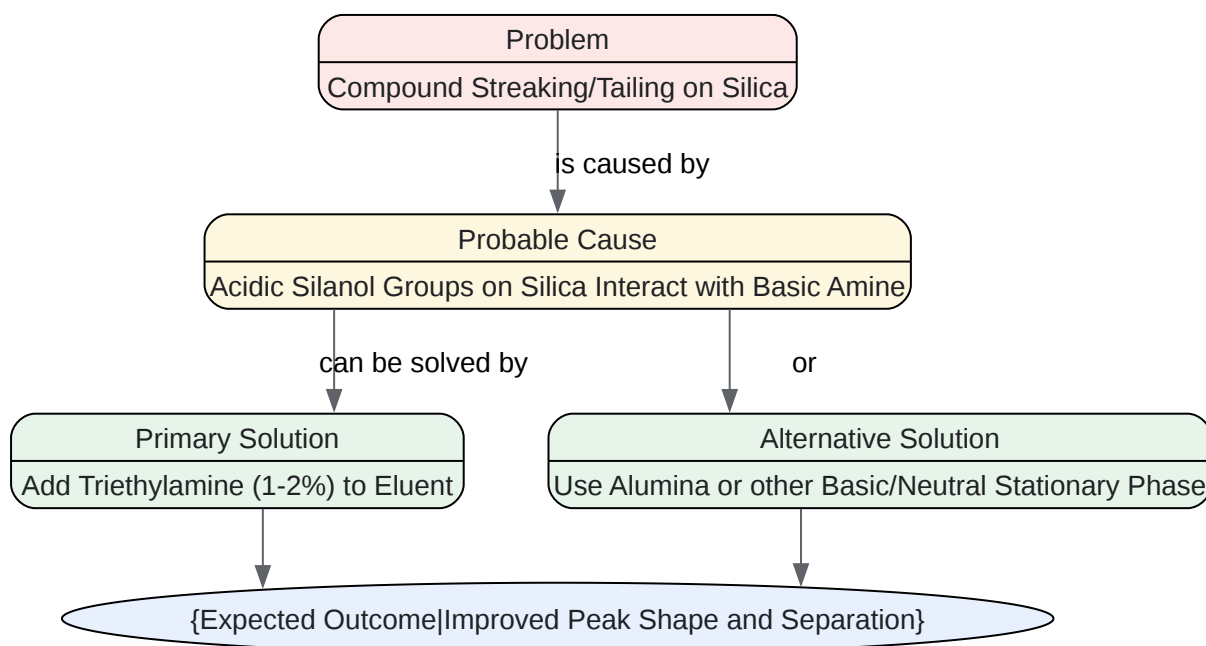 Problem
Compound Streaking/Tailing on Silica
is caused by
Probable Cause
Acidic Silanol Groups on Silica Interact with Basic Amine
can be solved by
or
Primary Solution
Add Triethylamine (1-2%) to Eluent
Alternative Solution
Use Alumina or other Basic/Neutral Stationary Phase
{Expected Outcome|Improved Peak Shape and Separation}